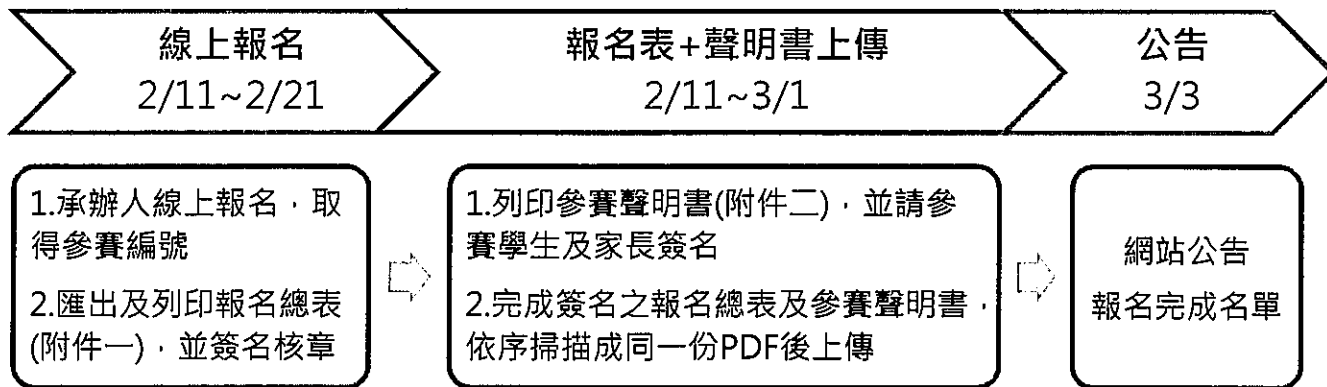 線上報名
2/11~2/21
報名表+聲明書上傳
2/11~3/1
公告
3/3
1.承辦人線上報名，取
得參賽編號
2.匯出及列印報名總表
(附件一)，並簽名核章
1.列印參賽聲明書(附件二)，並請參
賽學生及家長簽名
2.完成簽名之報名總表及參賽聲明書，
依序掃描成同一份PDF後上傳
網站公告
報名完成名單